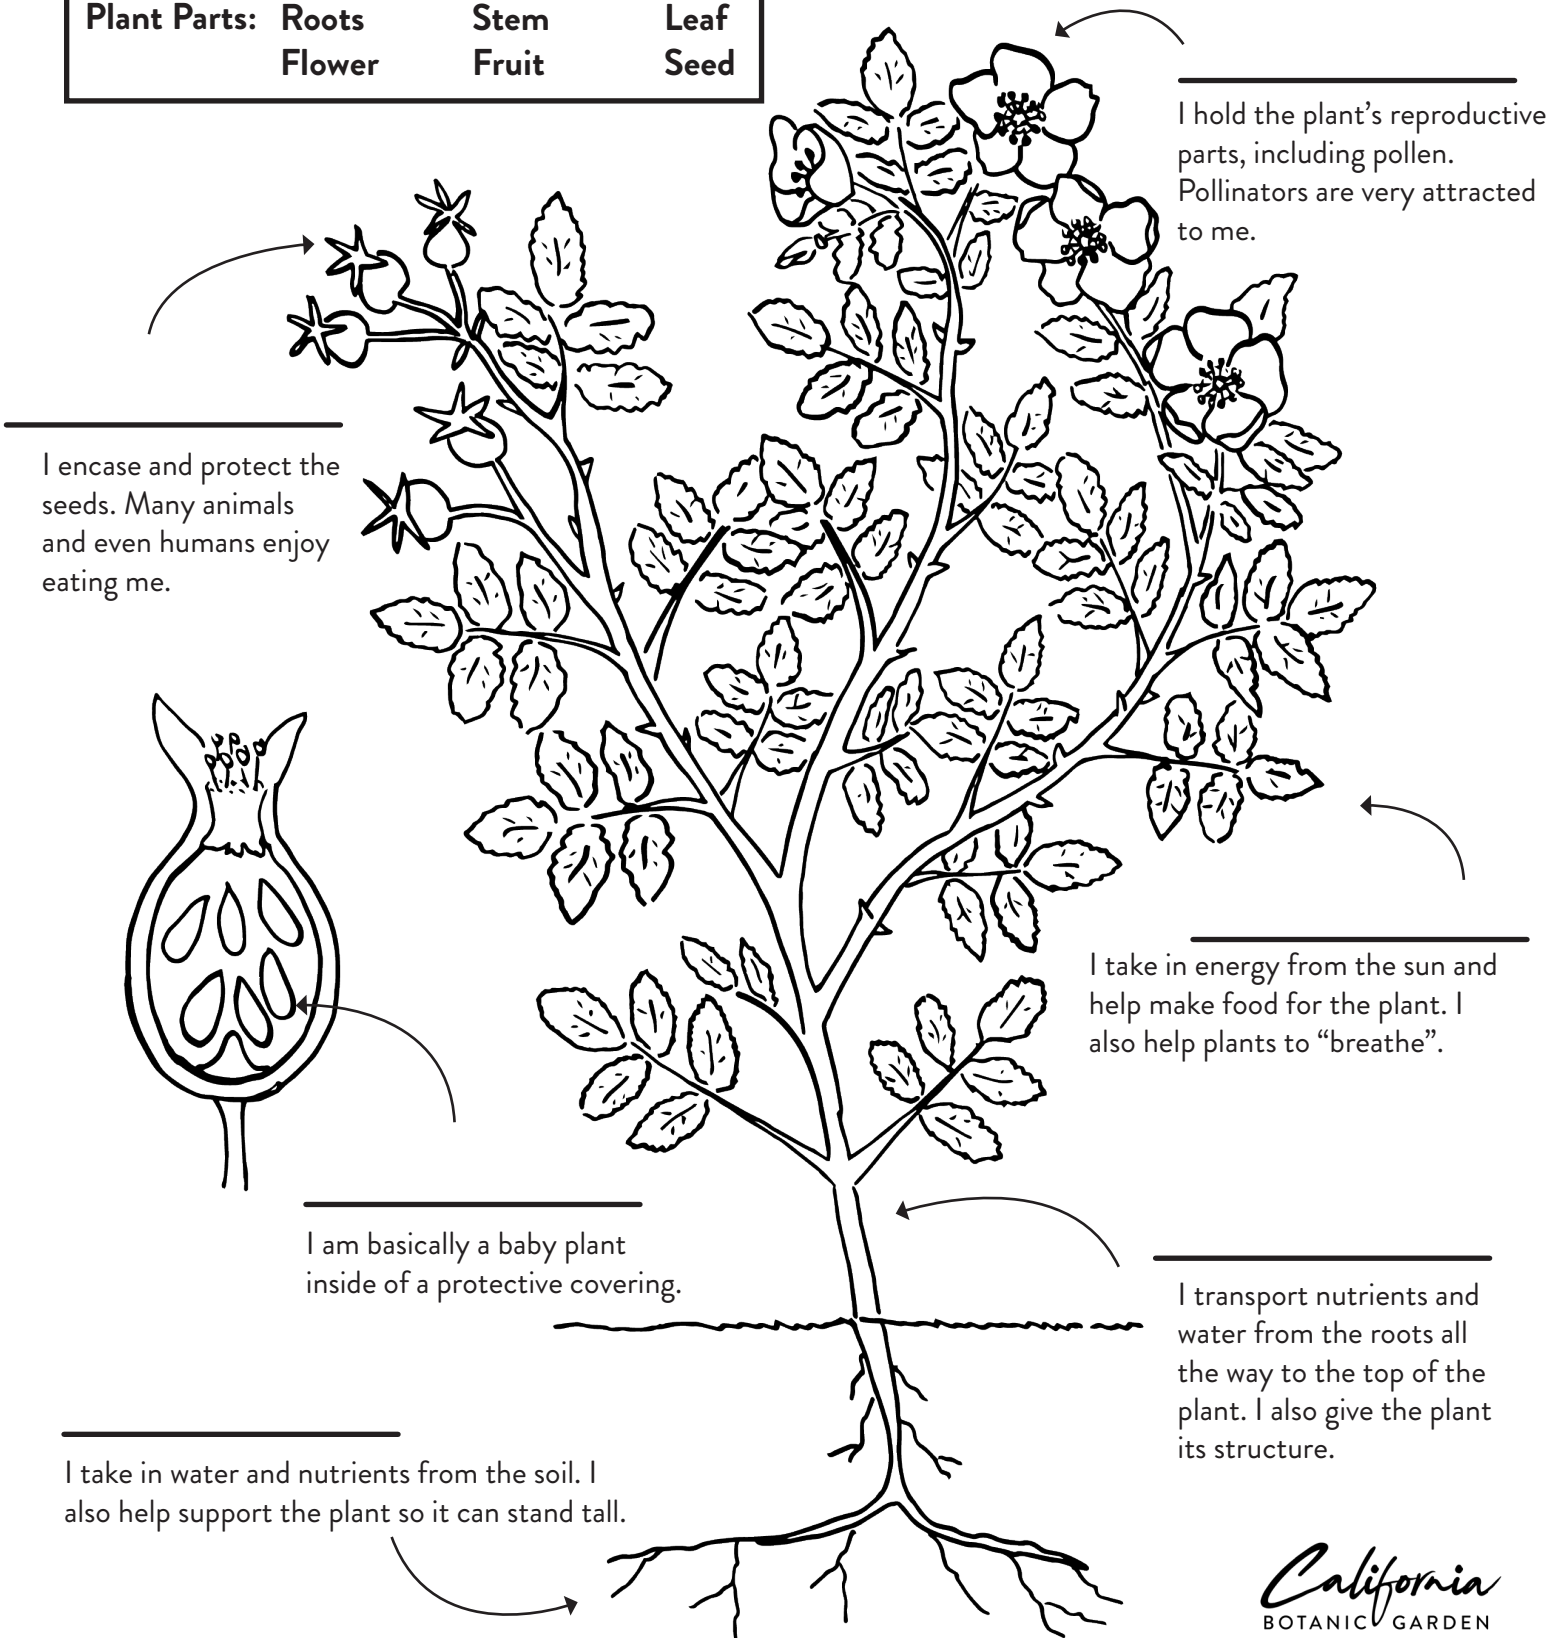 Plant Parts: Roots Stem Leaf
Flower Fruit Seed
I hold the plant's reproductive
parts, including pollen.
Pollinators are very attracted
to me.
I encase and protect the
seeds. Many animals
and even humans enjoy
eating me.
I take in energy from the sun and
help make food for the plant. I
also help plants to “breathe”.
I am basically a baby plant
inside of a protective covering.
I transport nutrients and
water from the roots all
the way to the top of the
plant. I also give the plant
its structure.
I take in water and nutrients from the soil. I
also help support the plant so it can stand tall.
California
BOTANIC GARDEN